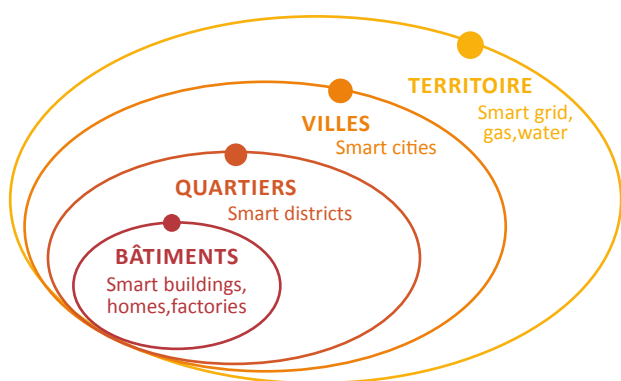 TERRITOIRE
Smart grid,
gas,water
VILLES
Smart cities
QUARTIERS
Smart districts
BÂTIMENTS
Smart buildings,
homes,factories